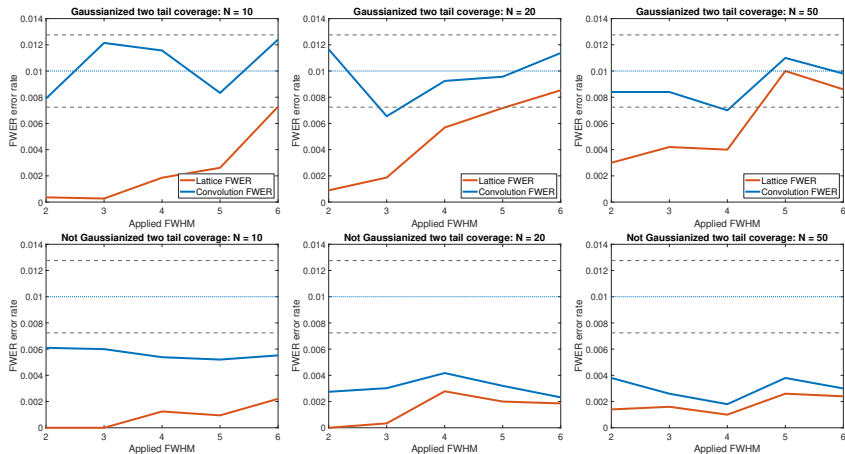 Gaussianized two tail coverage: N = 10
0.014
0.012
0.01
0.008
0.006
0.004
0.002
0
FWER error rate
2 3 4 5 6
Applied FWHM
Lattice FWER
Convolution FWER
Gaussianized two tail coverage: N = 20
0.014
0.012
0.01
0.008
0.006
0.004
0.002
0
FWER error rate
2 3 4 5 6
Applied FWHM
Lattice FWER
Convolution FWER
Gaussianized two tail coverage: N = 50
0.014
0.012
0.01
0.008
0.006
0.004
0.002
0
FWER error rate
2 3 4 5 6
Applied FWHM
Lattice FWER
Convolution FWER
Not Gaussianized two tail coverage: N = 10
0.014
0.012
0.01
0.008
0.006
0.004
0.002
0
FWER error rate
2 3 4 5 6
Applied FWHM
Not Gaussianized two tail coverage: N = 20
0.014
0.012
0.01
0.008
0.006
0.004
0.002
0
FWER error rate
2 3 4 5 6
Applied FWHM
Not Gaussianized two tail coverage: N = 50
0.014
0.012
0.01
0.008
0.006
0.004
0.002
0
FWER error rate
2 3 4 5 6
Applied FWHM